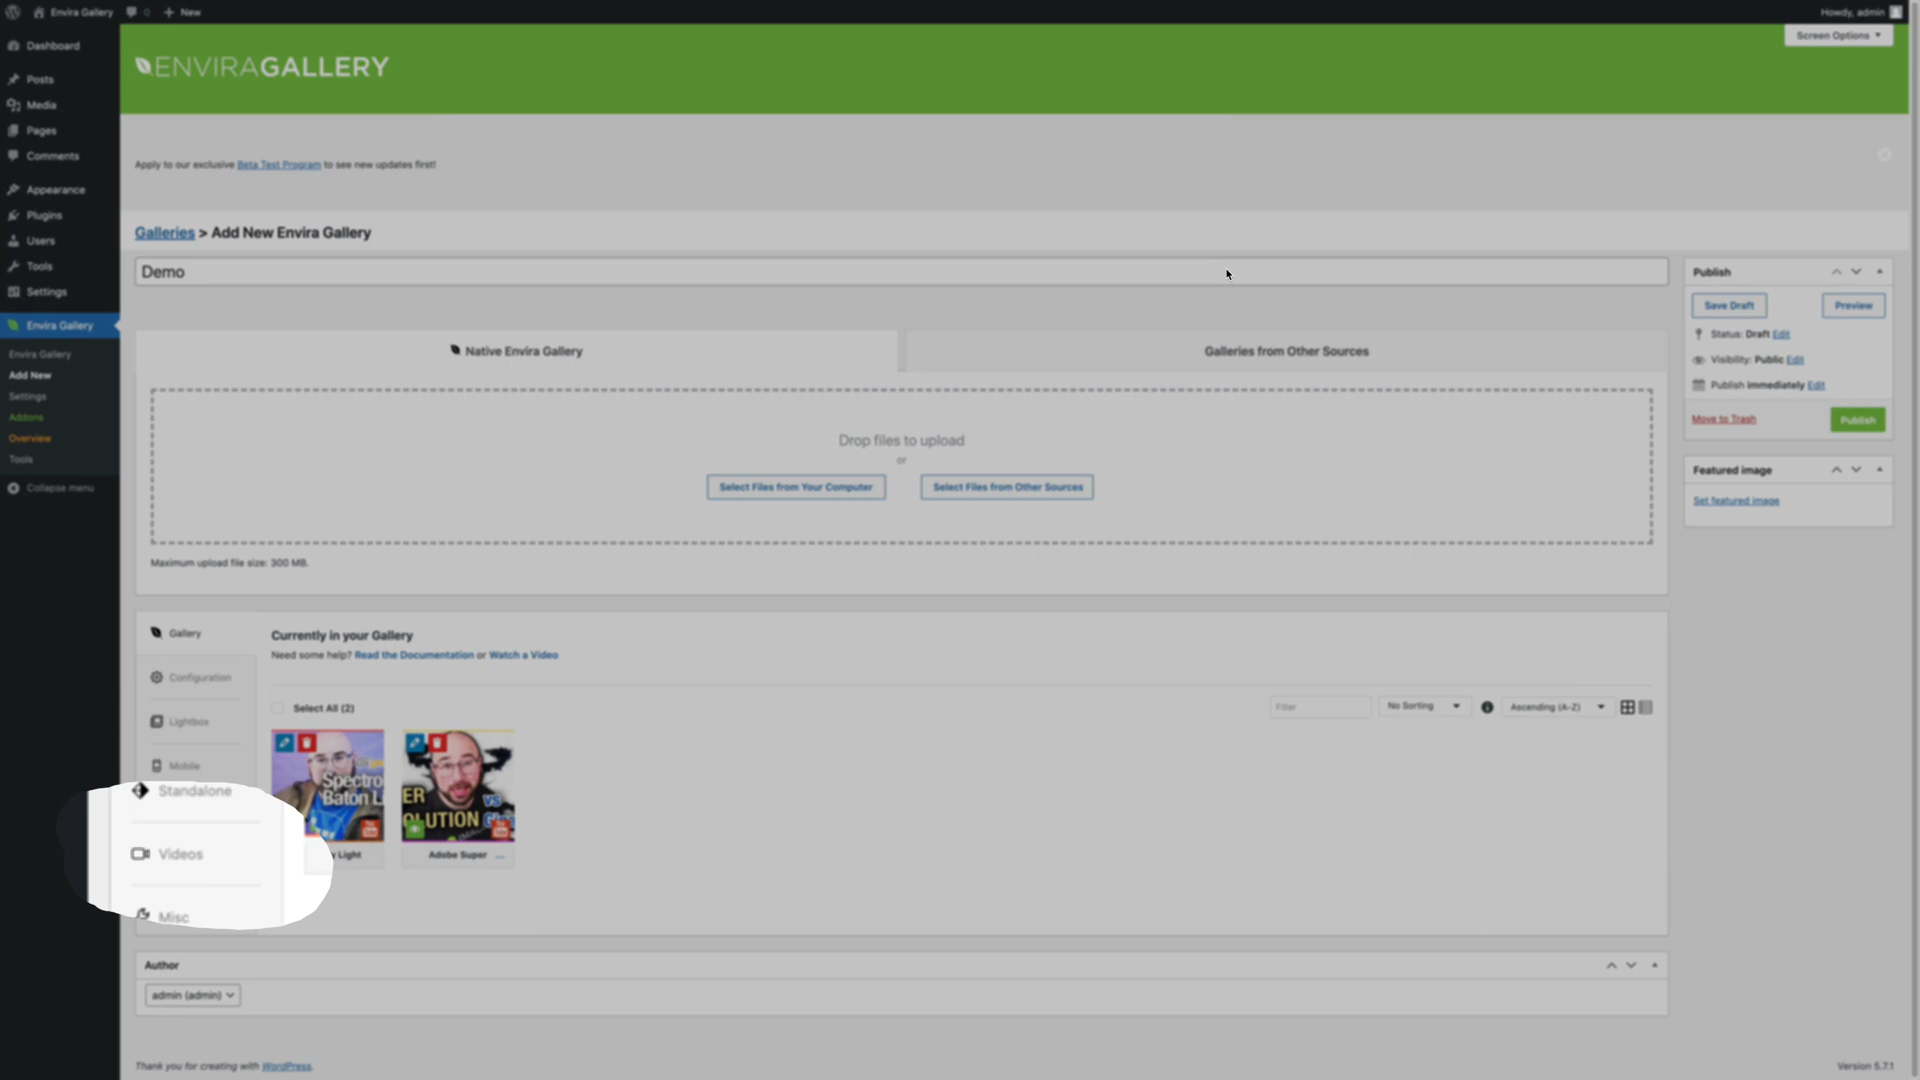 Envira Gallery 0 New Howdy, admin
Screen Options
ENVIRAGALLERY
Dashboard
Posts
Media
Pages
Comments
Appearance
Plugins
Users
Tools
Settings
Envira Gallery
Envira Gallery
Add New
Settings
Addons
Overview
Tools
Collapse menu
Apply to our exclusive Beta Test Program to see new updates first!
Galleries > Add New Envira Gallery
Demo
Native Envira Gallery
Galleries from Other Sources
Drop files to upload
or
Select Files from Your Computer
Select Files from Other Sources
Maximum upload file size: 300 MB.
Publish
Save Draft
Preview
Status: Draft Edit
Visibility: Public Edit
Publish immediately Edit
Move to Trash
Publish
Featured image
Set featured image
Gallery
Configuration
Lightbox
Mobile
Standalone
Videos
Misc
Currently in your Gallery
Need some help? Read the Documentation or Watch a Video
Select All (2)
Filter
No Sorting
Ascending (A-Z)
Spectro
Baton Li
y Light
ER
VS
OLUTION
Adobe Super ...
Author
admin (admin)
Thank you for creating with WordPress.
Version 5.7.1